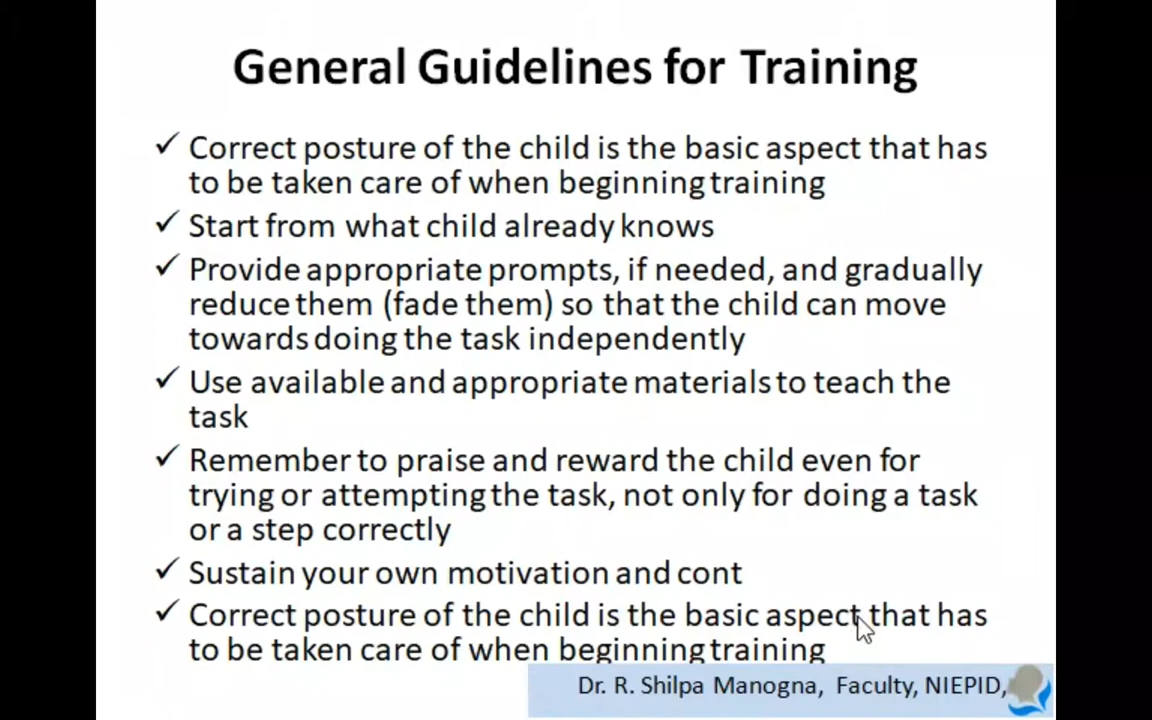 General Guidelines for Training
✓ Correct posture of the child is the basic aspect that has
to be taken care of when beginning training
✓ Start from what child already knows
✓ Provide appropriate prompts, if needed, and gradually
reduce them (fade them) so that the child can move
towards doing the task independently
✓ Use available and appropriate materials to teach the
task
✓ Remember to praise and reward the child even for
trying or attempting the task, not only for doing a task
or a step correctly
✓ Sustain your own motivation and cont
✓ Correct posture of the child is the basic aspect that has
to be taken care of when beginning training
Dr. R. Shilpa Manogna, Faculty, NIEPID,